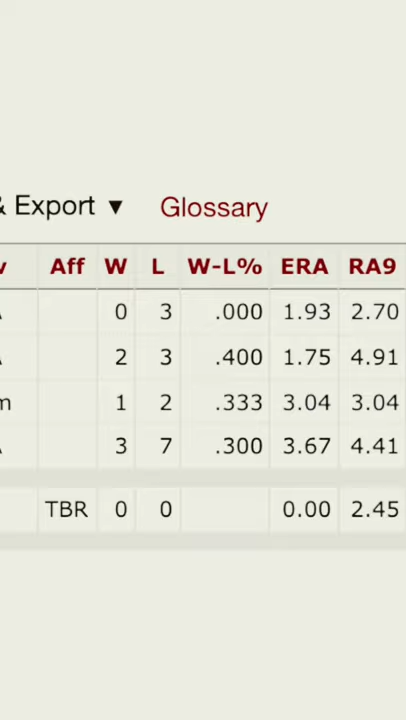 & Export ▼ Glossary
v Aff W L W-L% ERA RA9
0 3 .000 1.93 2.70
2 3 .400 1.75 4.91
m 1 2 .333 3.04 3.04
3 7 .300 3.67 4.41
TBR 0 0 0.00 2.45